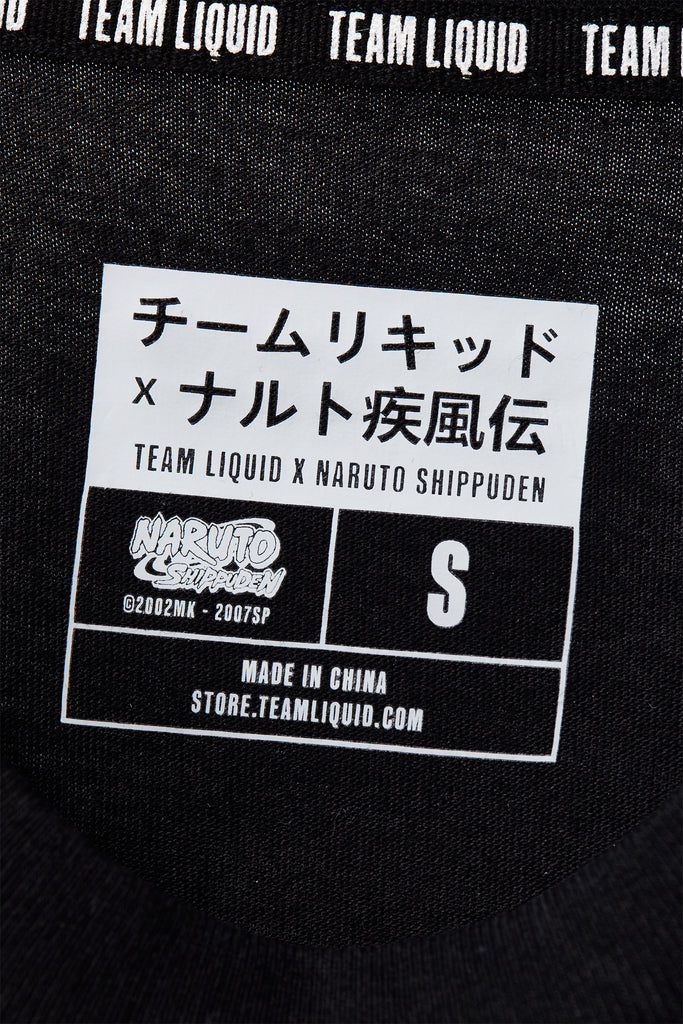 TEAM LIQUID TEAM LIQUID TEAM
チームリキッド
x ナルト疾風伝
TEAM LIQUID X NARUTO SHIPPUDEN
NARUTO
SHIPPUDEN
©2002MK - 2007SP
S
MADE IN CHINA
STORE.TEAMLIQUID.COM